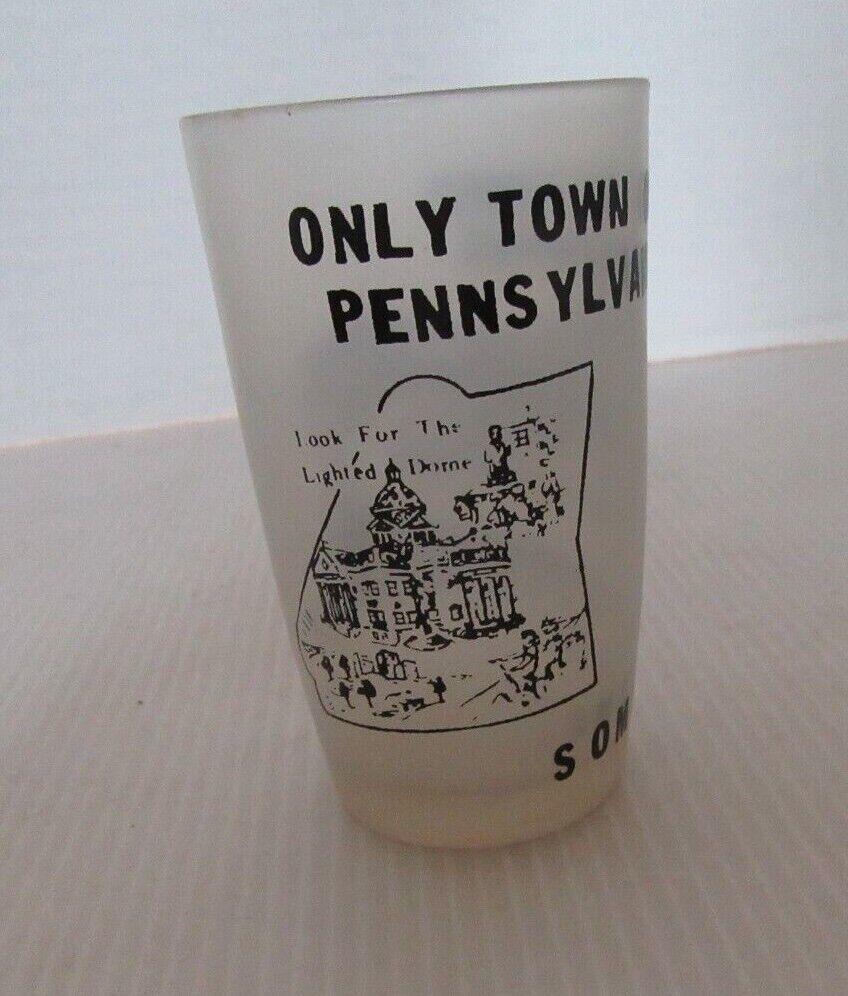 ONLY TOWN
PENNSYLVA
Look For The
Lighted Dome
SOM